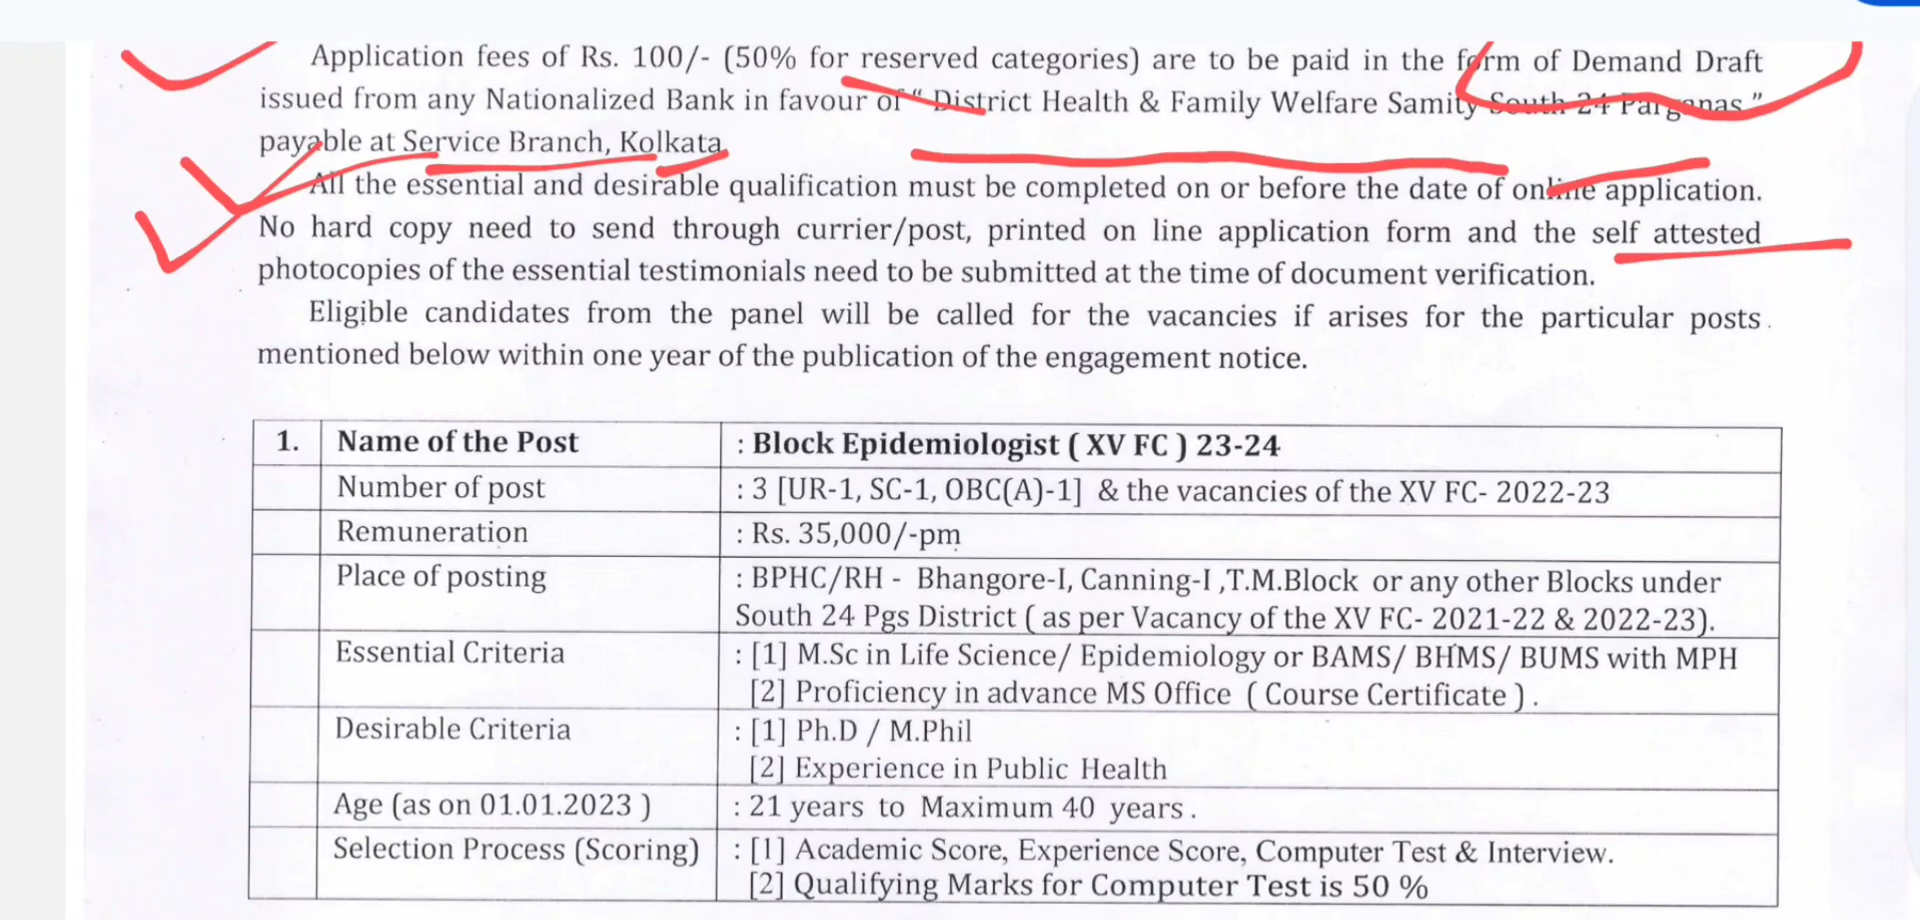 Application fees of Rs. 100/- (50% for reserved categories) are to be paid in the form of Demand Draft
issued from any Nationalized Bank in favour of “ District Health & Family Welfare Samity South 24 Parganas ”
payable at Service Branch, Kolkata.
All the essential and desirable qualification must be completed on or before the date of online application.
No hard copy need to send through currier/post, printed on line application form and the self attested
photocopies of the essential testimonials need to be submitted at the time of document verification.
Eligible candidates from the panel will be called for the vacancies if arises for the particular posts.
mentioned below within one year of the publication of the engagement notice.
1. Name of the Post : Block Epidemiologist ( XV FC ) 23-24
Number of post : 3 [UR-1, SC-1, OBC(A)-1] & the vacancies of the XV FC- 2022-23
Remuneration : Rs. 35,000/-pm
Place of posting : BPHC/RH - Bhangore-I, Canning-I ,T.M.Block or any other Blocks under
South 24 Pgs District ( as per Vacancy of the XV FC- 2021-22 & 2022-23).
Essential Criteria : [1] M.Sc in Life Science/ Epidemiology or BAMS/ BHMS/ BUMS with MPH
[2] Proficiency in advance MS Office ( Course Certificate ) .
Desirable Criteria : [1] Ph.D / M.Phil
[2] Experience in Public Health
Age (as on 01.01.2023 ) : 21 years to Maximum 40 years .
Selection Process (Scoring) : [1] Academic Score, Experience Score, Computer Test & Interview.
[2] Qualifying Marks for Computer Test is 50 %